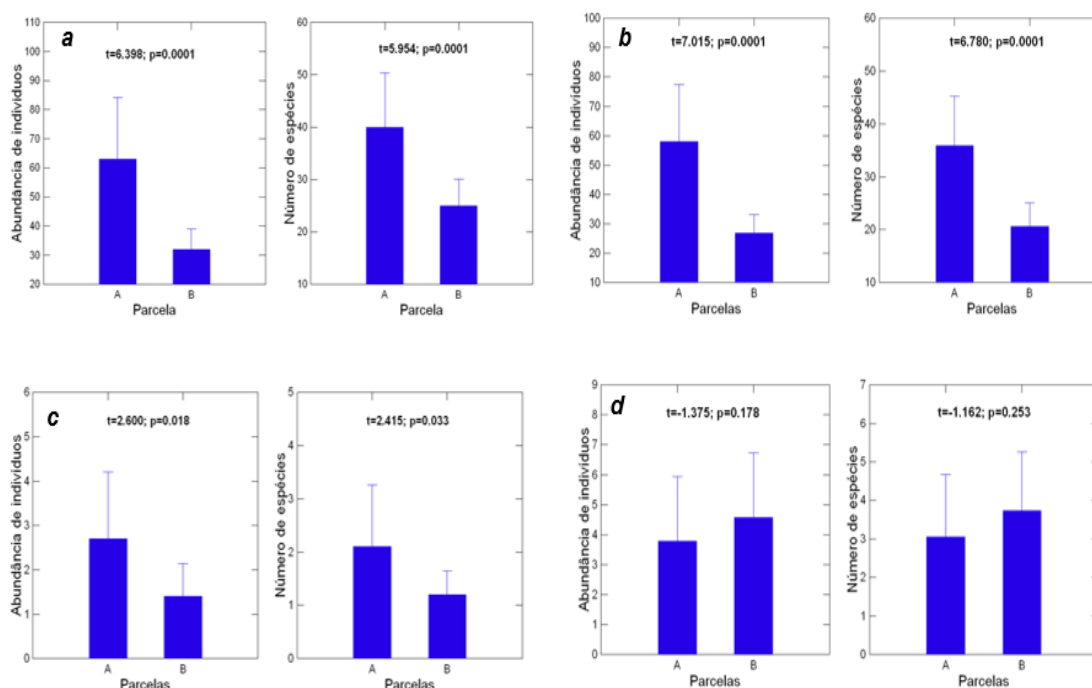 a
t=6.398; p=0.0001
Abundância de indivíduos
110
100
90
80
70
60
50
40
30
20
A
B
Parcela
t=5.954; p=0.0001
Número de espécies
60
50
40
30
20
10
A
B
Parcela
b
t=7.015; p=0.0001
Abundância de indivíduos
100
90
80
70
60
50
40
30
20
10
A
B
Parcelas
t=6.780; p=0.0001
Número de espécies
60
50
40
30
20
10
A
B
Parcelas
c
t=2.600; p=0.018
Abundância de indivíduos
6
5
4
3
2
1
0
A
B
Parcelas
t=2.415; p=0.033
Número de espécies
5
4
3
2
1
0
A
B
Parcelas
d
t=-1.375; p=0.178
Abundância de indivíduos
9
8
7
6
5
4
3
2
1
0
A
B
Parcelas
t=-1.162; p=0.253
Número de espécies
7
6
5
4
3
2
1
0
A
B
Parcelas